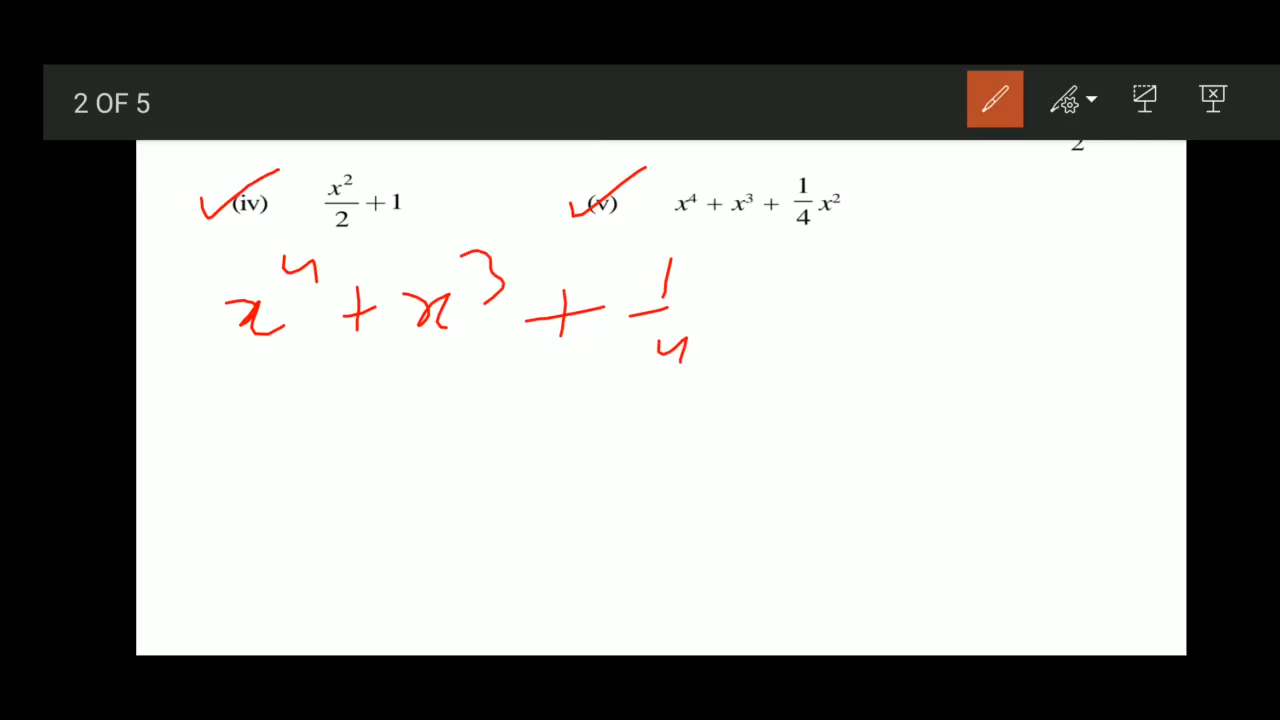 2 OF 5
2
(iv) x²/2 + 1 (v) x⁴ + x³ + 1/4 x²
x⁴ + x³ + 1/4